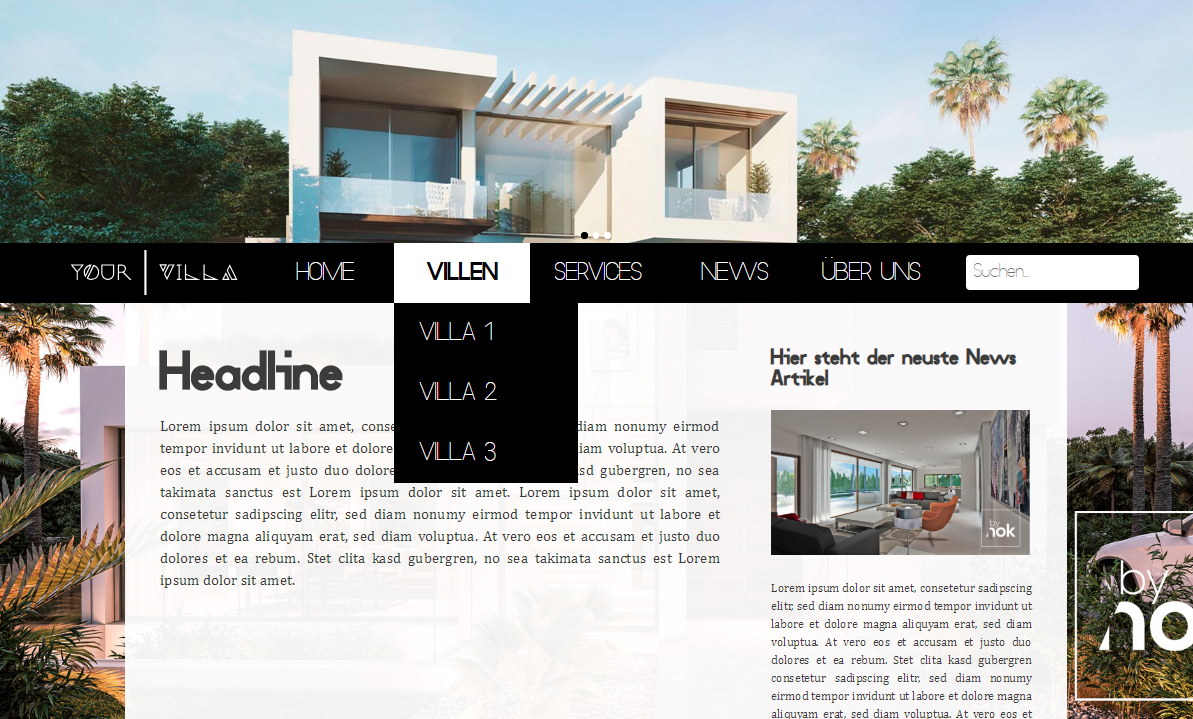 YOUR | VILLA
HOME
VILLEN
SERVICES
NEWS
ÜBER UNS
Suchen...
VILLA 1
VILLA 2
VILLA 3
Headline
Lorem ipsum dolor sit amet, conse diam nonumy eirmod
tempor invidunt ut labore et dolore diam voluptua. At vero
eos et accusam et justo duo dolore asd gubergren, no sea
takimata sanctus est Lorem ipsum dolor sit amet. Lorem ipsum dolor sit amet,
consetetur sadipscing elitr, sed diam nonumy eirmod tempor invidunt ut labore et
dolore magna aliquyam erat, sed diam voluptua. At vero eos et accusam et justo duo
dolores et ea rebum. Stet clita kasd gubergren, no sea takimata sanctus est Lorem
ipsum dolor sit amet.
Hier steht der neuste News
Artikel
by
nok
Lorem ipsum dolor sit amet, consetetur sadipscing
elitr, sed diam nonumy eirmod tempor invidunt ut
labore et dolore magna aliquyam erat, sed diam
voluptua. At vero eos et accusam et justo duo
dolores et ea rebum. Stet clita kasd gubergren
consetetur sadipscing elitr, sed diam nonumy
eirmod tempor invidunt ut labore et dolore magna
aliquyam erat, sed diam voluptua. At vero eos et
by
no